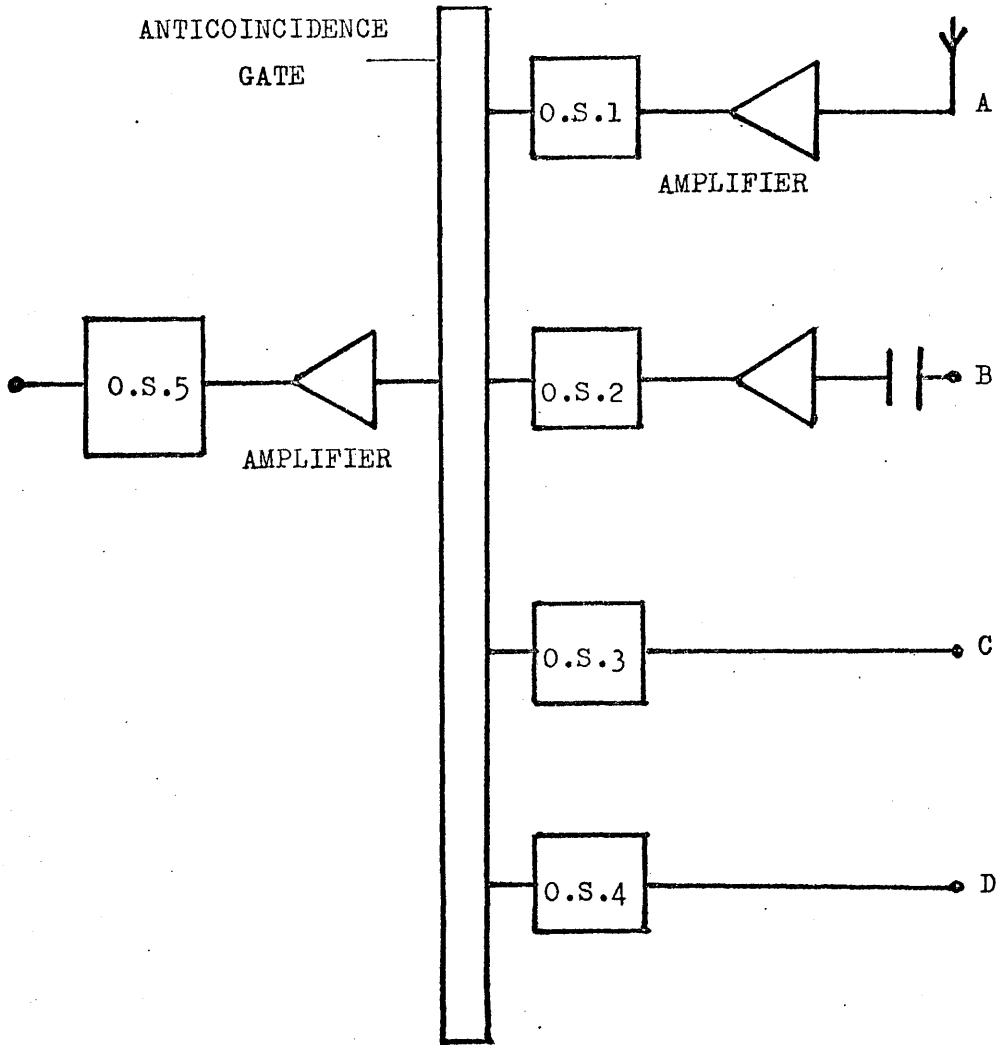 ANTICOINCIDENCE
GATE
O.S.1
A
AMPLIFIER
O.S.5
AMPLIFIER
O.S.2
B
O.S.3
C
O.S.4
D